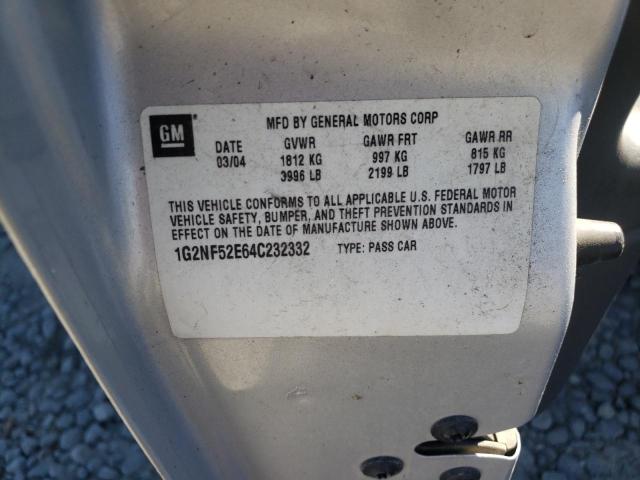 GM
MFD BY GENERAL MOTORS CORP
DATE GVWR GAWR FRT GAWR RR
03/04 1812 KG 997 KG 815 KG
3996 LB 2199 LB 1797 LB
THIS VEHICLE CONFORMS TO ALL APPLICABLE U.S. FEDERAL MOTOR
VEHICLE SAFETY, BUMPER, AND THEFT PREVENTION STANDARDS IN
EFFECT ON THE DATE OF MANUFACTURE SHOWN ABOVE.
1G2NF52E64C232332 TYPE: PASS CAR